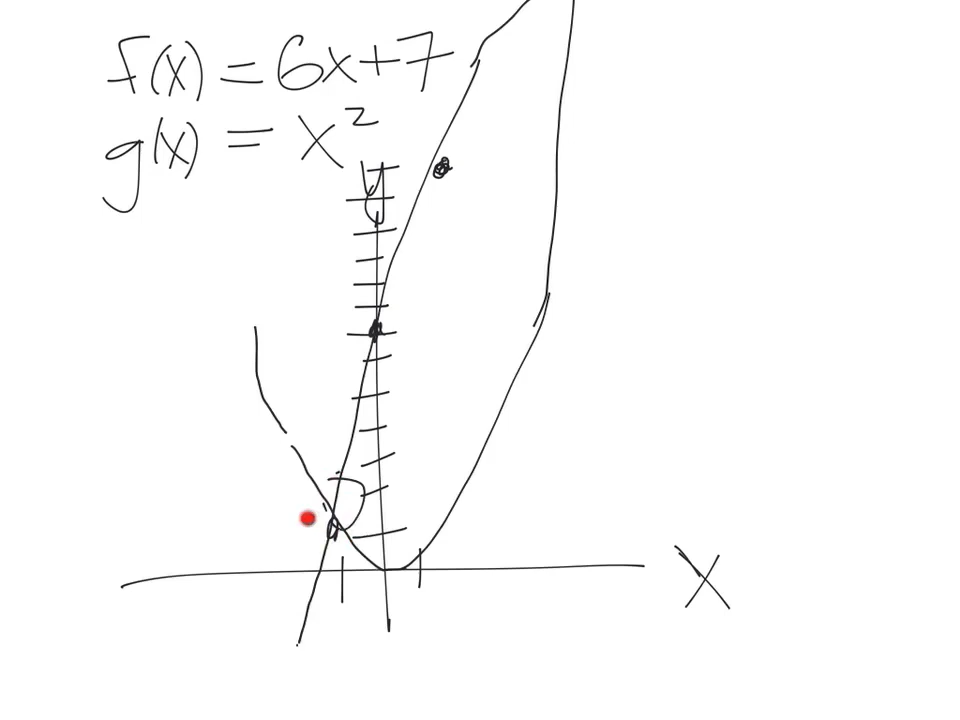 f(x) = 6x+7
g(x) = x²
y
x